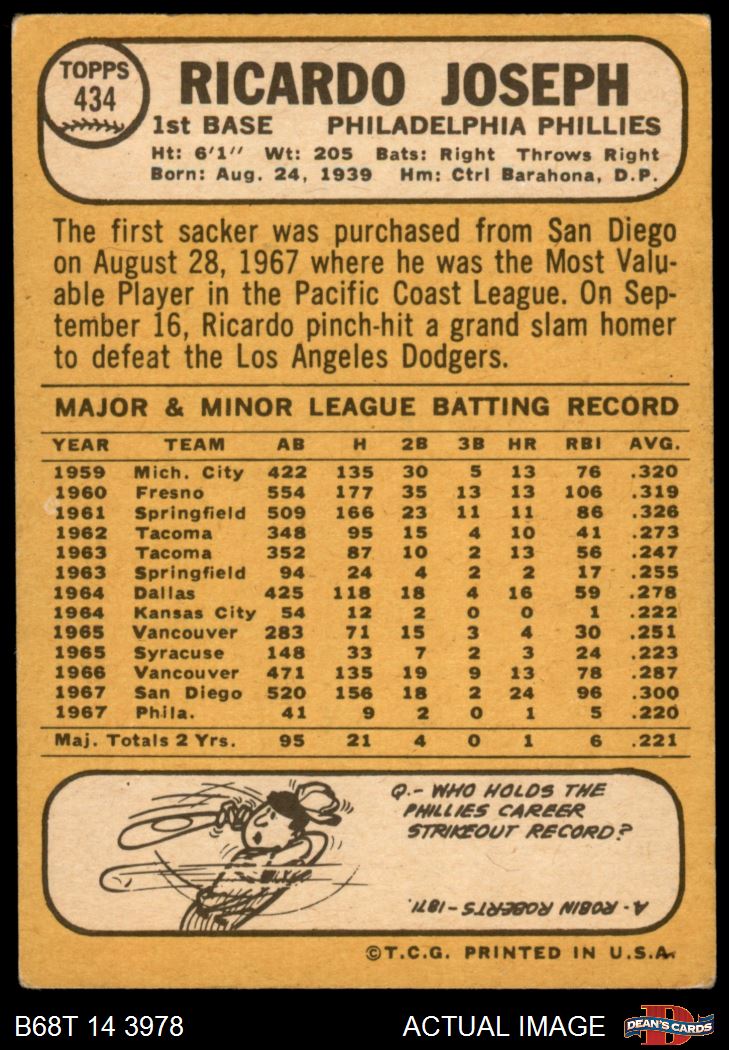 TOPPS
434
RICARDO JOSEPH
1st BASE PHILADELPHIA PHILLIES
Ht: 6'1" Wt: 205 Bats: Right Throws Right
Born: Aug. 24, 1939 Hm: Ctrl Barahona, D.P.
The first sacker was purchased from San Diego
on August 28, 1967 where he was the Most Valu-
able Player in the Pacific Coast League. On Sep-
tember 16, Ricardo pinch-hit a grand slam homer
to defeat the Los Angeles Dodgers.
MAJOR & MINOR LEAGUE BATTING RECORD
YEAR TEAM AB H 2B 3B HR RBI AVG.
1959 Mich. City 422 135 30 5 13 76 .320
1960 Fresno 554 177 35 13 13 106 .319
1961 Springfield 509 166 23 11 11 86 .326
1962 Tacoma 348 95 15 4 10 41 .273
1963 Tacoma 352 87 10 2 13 56 .247
1963 Springfield 94 24 4 2 2 17 .255
1964 Dallas 425 118 18 4 16 59 .278
1964 Kansas City 54 12 2 0 0 1 .222
1965 Vancouver 283 71 15 3 4 30 .251
1965 Syracuse 148 33 7 2 3 24 .223
1966 Vancouver 471 135 19 9 13 78 .287
1967 San Diego 520 156 18 2 24 96 .300
1967 Phila. 41 9 2 0 1 5 .220
Maj. Totals 2 Yrs. 95 21 4 0 1 6 .221
Q.- WHO HOLDS THE
PHILLIES CAREER
STRIKEOUT RECORD?
A- ROBIN ROBERTS-1871.
©T.C.G. PRINTED IN U.S.A.
B68T 14 3978 ACTUAL IMAGE
DEAN'S CARDS